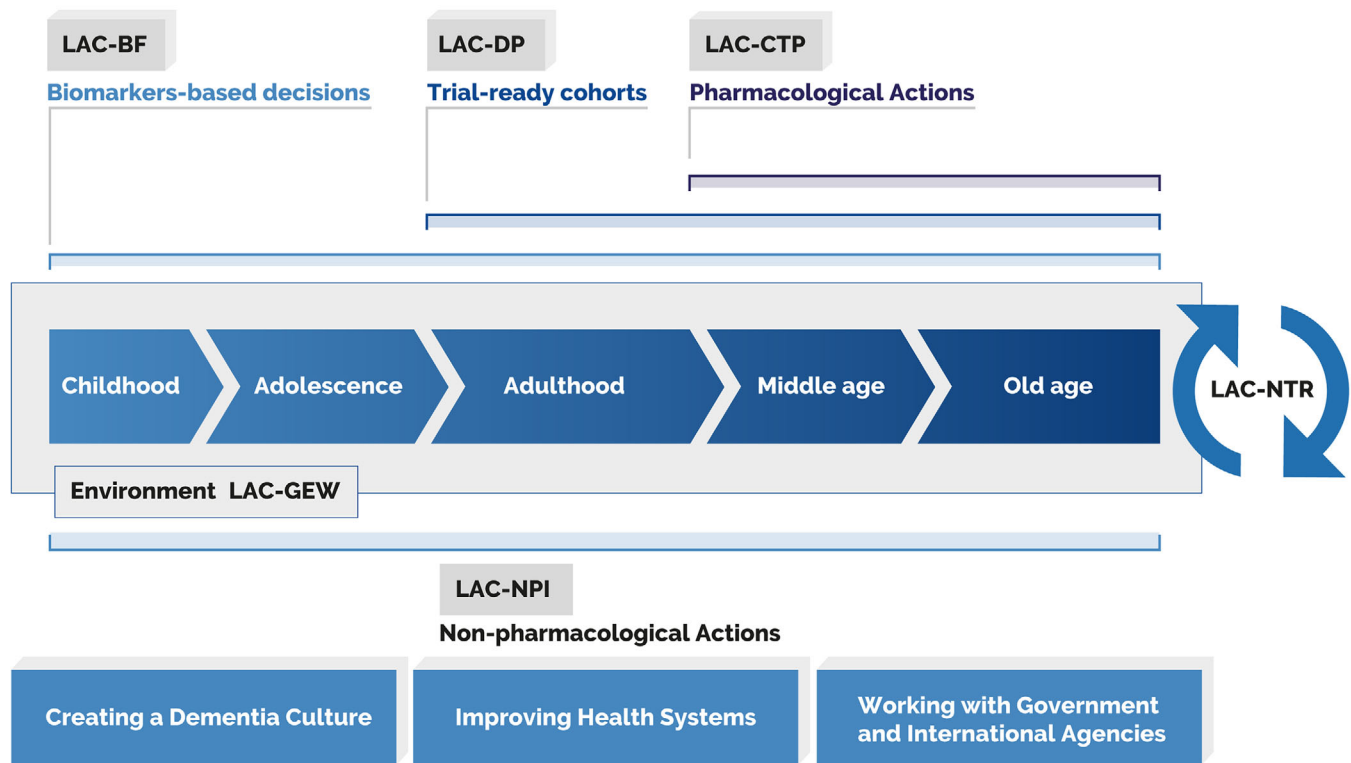 LAC-BF
LAC-DP
LAC-CTP
Biomarkers-based decisions
Trial-ready cohorts
Pharmacological Actions
Childhood
Adolescence
Adulthood
Middle age
Old age
LAC-NTR
Environment LAC-GEW
LAC-NPI
Non-pharmacological Actions
Creating a Dementia Culture
Improving Health Systems
Working with Government
and International Agencies